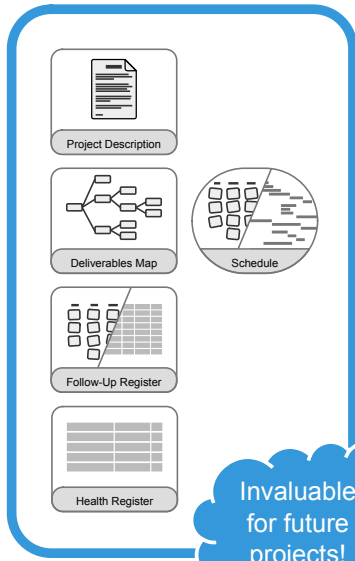 Project Description
Deliverables Map
Schedule
Follow-Up Register
Health Register
Invaluable
for future
projects!